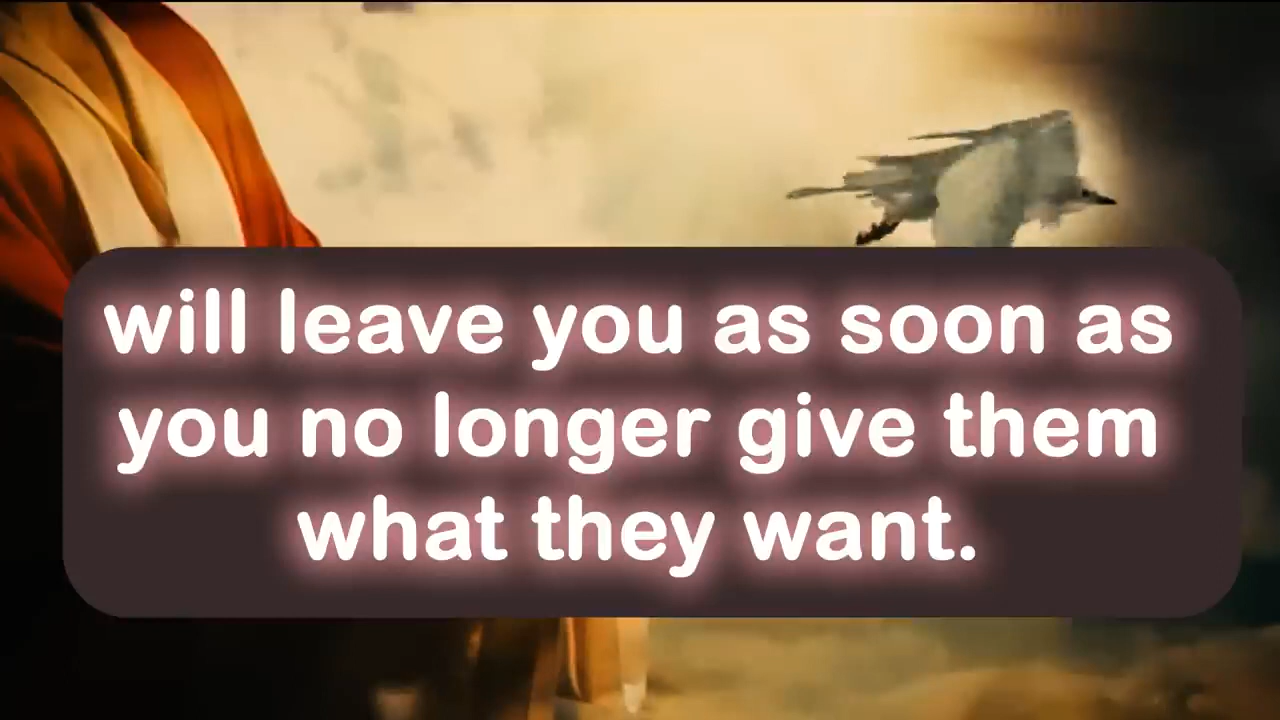 will leave you as soon as
you no longer give them
what they want.